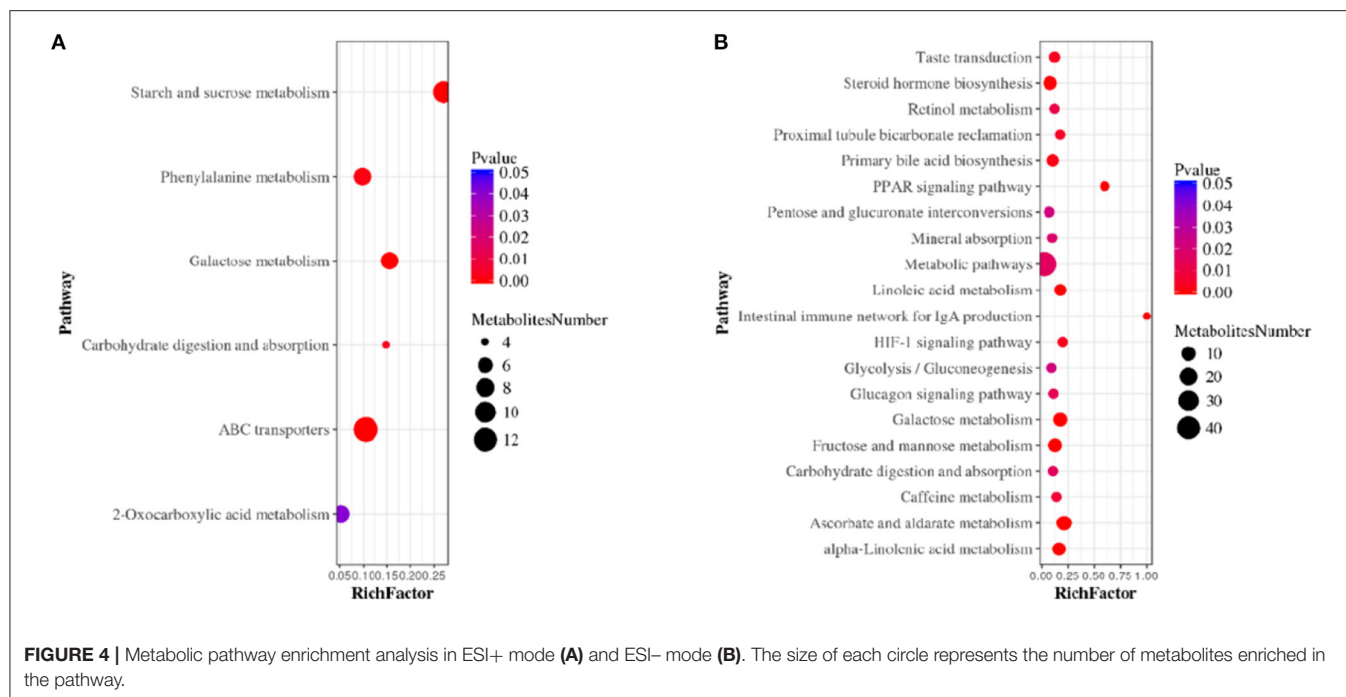 A
Starch and sucrose metabolism
Phenylalanine metabolism
Galactose metabolism
Carbohydrate digestion and absorption
ABC transporters
2-Oxocarboxylic acid metabolism
Pathway
0.05 0.10 0.15 0.20 0.25
RichFactor
Pvalue
0.05
0.04
0.03
0.02
0.01
0.00
MetabolitesNumber
4
6
8
10
12
B
Taste transduction
Steroid hormone biosynthesis
Retinol metabolism
Proximal tubule bicarbonate reclamation
Primary bile acid biosynthesis
PPAR signaling pathway
Pentose and glucuronate interconversions
Mineral absorption
Metabolic pathways
Linoleic acid metabolism
Intestinal immune network for IgA production
HIF-1 signaling pathway
Glycolysis / Gluconeogenesis
Glucagon signaling pathway
Galactose metabolism
Fructose and mannose metabolism
Carbohydrate digestion and absorption
Caffeine metabolism
Ascorbate and aldarate metabolism
alpha-Linolenic acid metabolism
Pathway
0.00 0.25 0.50 0.75 1.00
RichFactor
Pvalue
0.05
0.04
0.03
0.02
0.01
0.00
MetabolitesNumber
10
20
30
40
FIGURE 4 | Metabolic pathway enrichment analysis in ESI+ mode (A) and ESI– mode (B). The size of each circle represents the number of metabolites enriched in
the pathway.